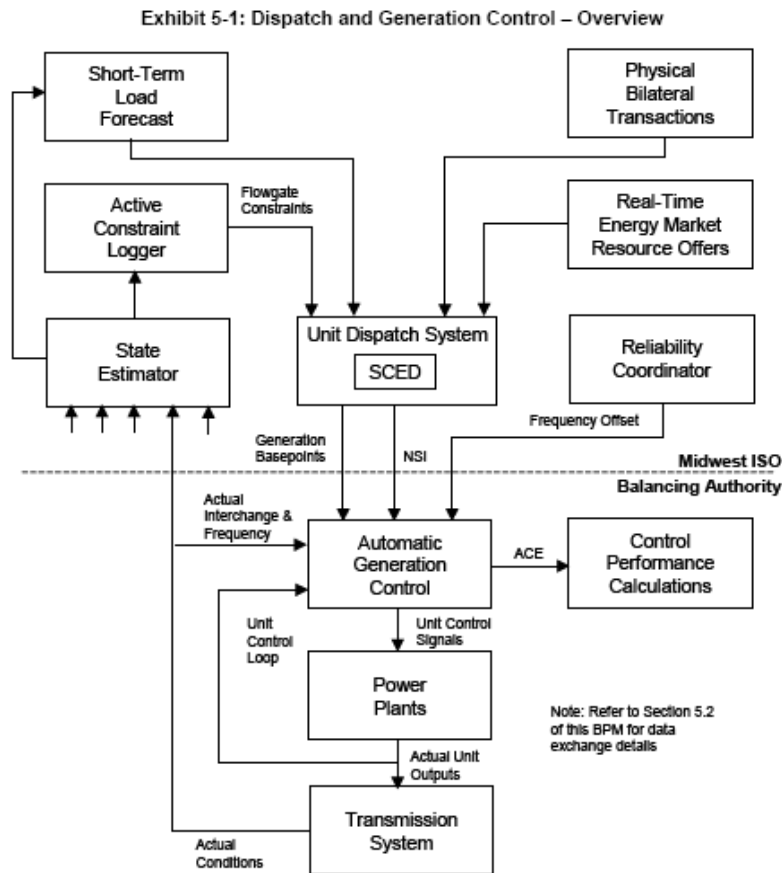 Exhibit 5-1: Dispatch and Generation Control – Overview
Short-Term
Load
Forecast
Physical
Bilateral
Transactions
Active
Constraint
Logger
Flowgate
Constraints
Real-Time
Energy Market
Resource Offers
State
Estimator
Unit Dispatch System
SCED
Reliability
Coordinator
Generation
Basepoints
NSI
Frequency Offset
Midwest ISO
Balancing Authority
Actual
Interchange &
Frequency
Automatic
Generation
Control
ACE
Control
Performance
Calculations
Unit
Control
Loop
Unit Control
Signals
Power
Plants
Note: Refer to Section 5.2
of this BPM for data
exchange details
Actual Unit
Outputs
Transmission
System
Actual
Conditions